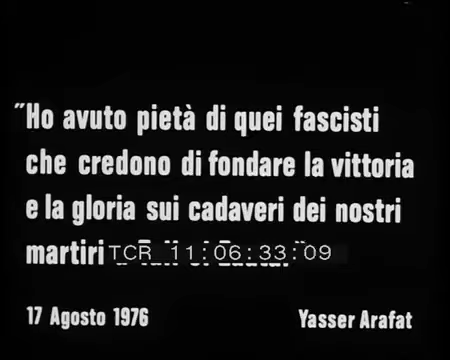 "Ho avuto pietà di quei fascisti
che credono di fondare la vittoria
e la gloria sui cadaveri dei nostri
martiri
TCR 11:06:33:09
17 Agosto 1976 Yasser Arafat